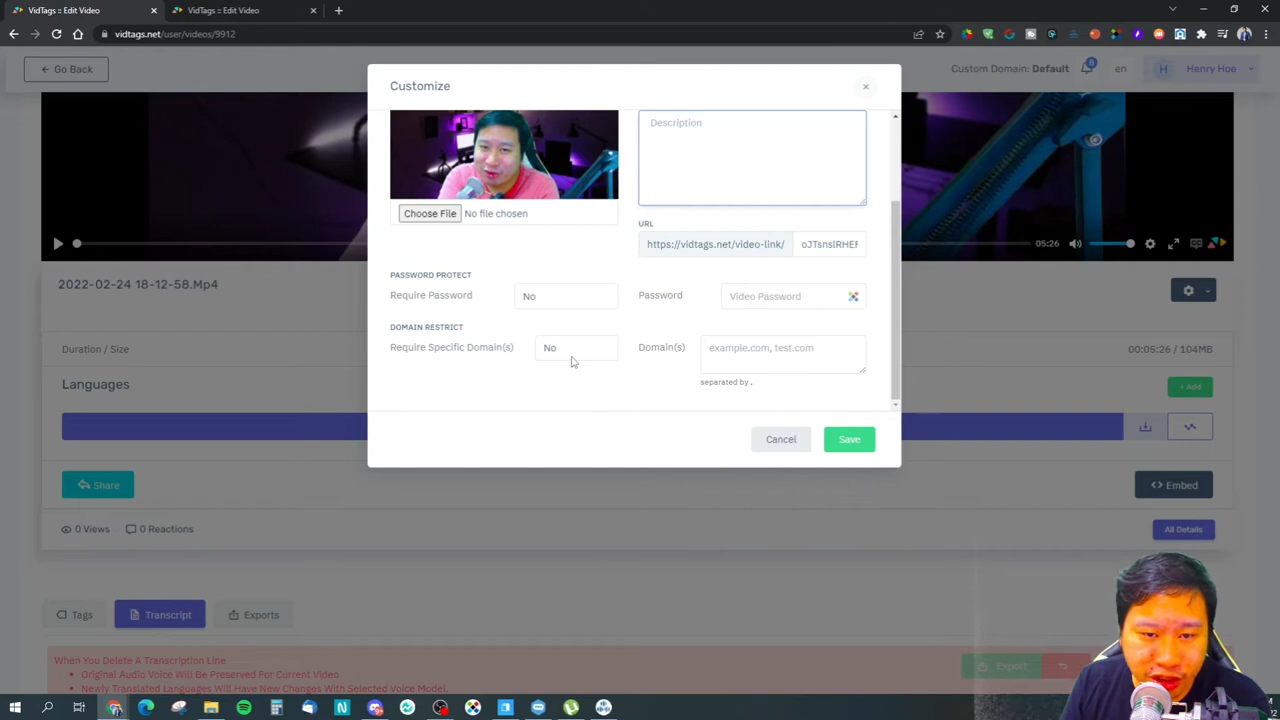 VidTags :: Edit Video
VidTags :: Edit Video
vidtags.net/user/videos/9912
Go Back
Custom Domain: Default
0
en
H
Henry Hoe
Customize
Description
Choose File No file chosen
URL
https://vidtags.net/video-link/
oJTsnslRHEF
05:26
PASSWORD PROTECT
Require Password
No
Password
Video Password
DOMAIN RESTRICT
Require Specific Domain(s)
No
Domain(s)
example.com, test.com
separated by ,
Cancel
Save
2022-02-24 18-12-58.Mp4
Duration / Size
00:05:26 / 104MB
Languages
+ Add
Share
<> Embed
0 Views
0 Reactions
All Details
Tags
Transcript
Exports
When You Delete A Transcription Line
Original Audio Voice Will Be Preserved For Current Video
Newly Translated Languages Will Have New Changes With Selected Voice Model.
Export